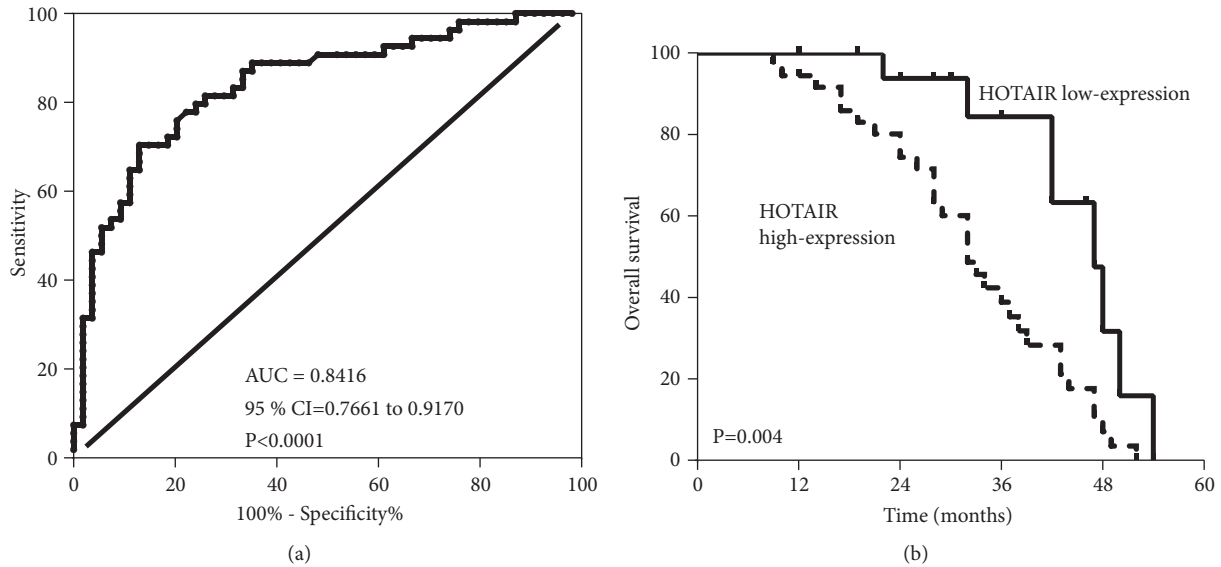 100
80
60
40
20
0
Sensitivity
AUC = 0.8416
95 % CI=0.7661 to 0.9170
P<0.0001
0 20 40 60 80 100
100% - Specificity%
(a)
100
80
60
40
20
0
Overall survival
HOTAIR low-expression
HOTAIR
high-expression
P=0.004
0 12 24 36 48 60
Time (months)
(b)